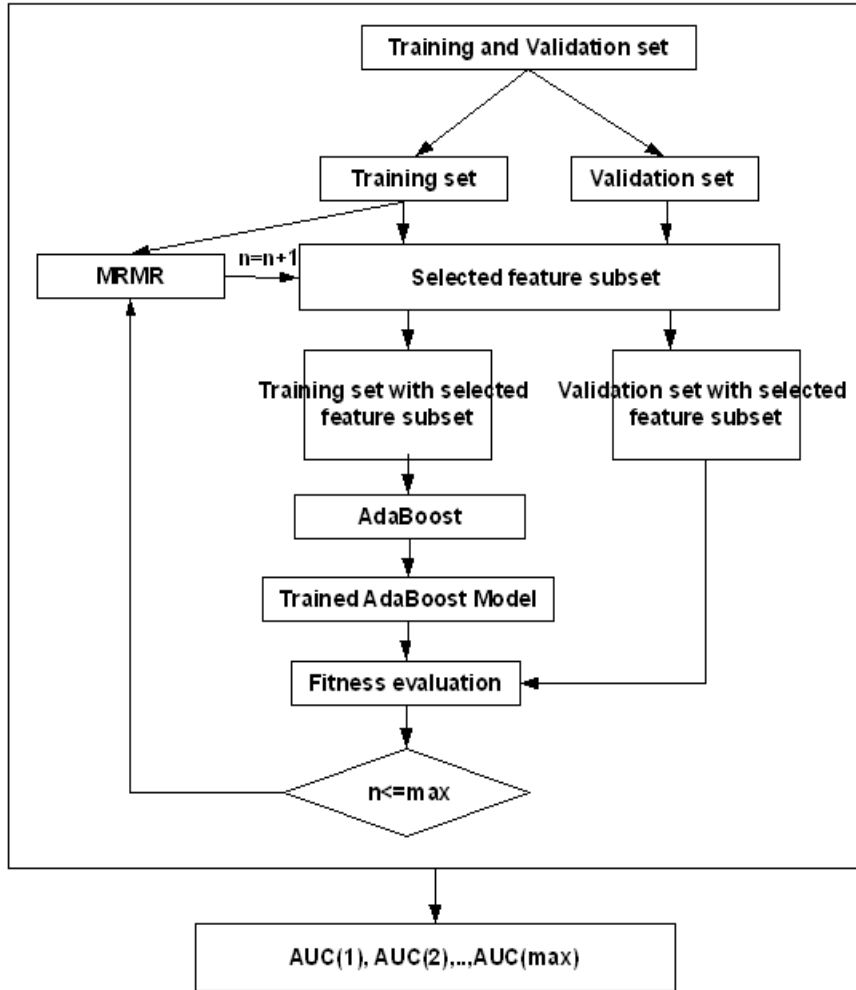 Training and Validation set
Training set
Validation set
MRMR
n=n+1
Selected feature subset
Training set with selected
feature subset
Validation set with selected
feature subset
AdaBoost
Trained AdaBoost Model
Fitness evaluation
n<=max
AUC(1), AUC(2),..,AUC(max)